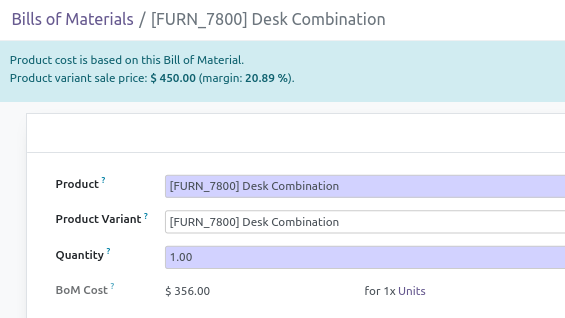 Bills of Materials / [FURN_7800] Desk Combination
Product cost is based on this Bill of Material.
Product variant sale price: $ 450.00 (margin: 20.89 %).
Product ? [FURN_7800] Desk Combination
Product Variant ? [FURN_7800] Desk Combination
Quantity ? 1.00
BoM Cost ? $ 356.00 for 1x Units